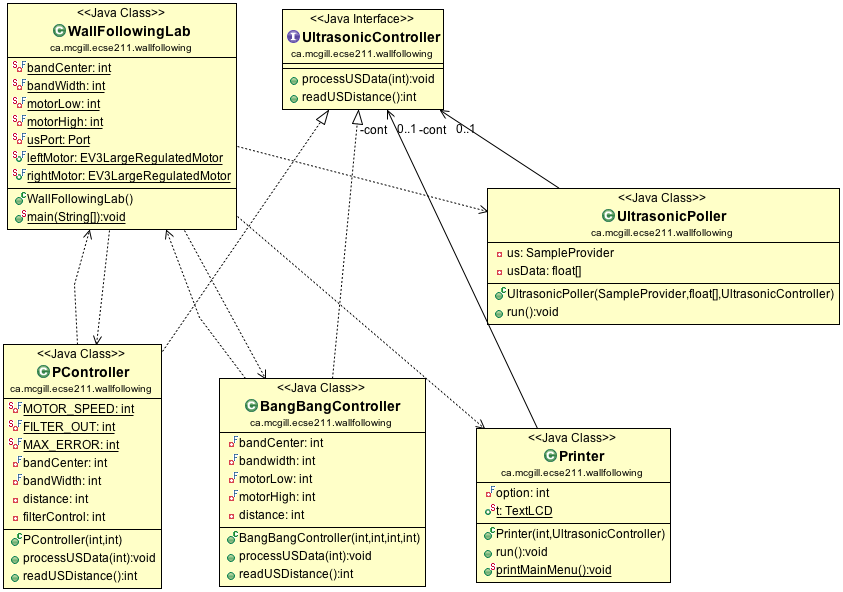 <<Java Class>>
WallFollowingLab
ca.mcgill.ecse211.wallfollowing
bandCenter: int
bandWidth: int
motorLow: int
motorHigh: int
usPort: Port
leftMotor: EV3LargeRegulatedMotor
rightMotor: EV3LargeRegulatedMotor
WallFollowingLab()
main(String[]):void
<<Java Interface>>
UltrasonicController
ca.mcgill.ecse211.wallfollowing
processUSData(int):void
readUSDistance():int
-cont 0..1
-cont 0..1
<<Java Class>>
UltrasonicPoller
ca.mcgill.ecse211.wallfollowing
us: SampleProvider
usData: float[]
UltrasonicPoller(SampleProvider,float[],UltrasonicController)
run():void
<<Java Class>>
PController
ca.mcgill.ecse211.wallfollowing
MOTOR_SPEED: int
FILTER_OUT: int
MAX_ERROR: int
bandCenter: int
bandWidth: int
distance: int
filterControl: int
PController(int,int)
processUSData(int):void
readUSDistance():int
<<Java Class>>
BangBangController
ca.mcgill.ecse211.wallfollowing
bandCenter: int
bandwidth: int
motorLow: int
motorHigh: int
distance: int
BangBangController(int,int,int,int)
processUSData(int):void
readUSDistance():int
<<Java Class>>
Printer
ca.mcgill.ecse211.wallfollowing
option: int
t: TextLCD
Printer(int,UltrasonicController)
run():void
printMainMenu():void